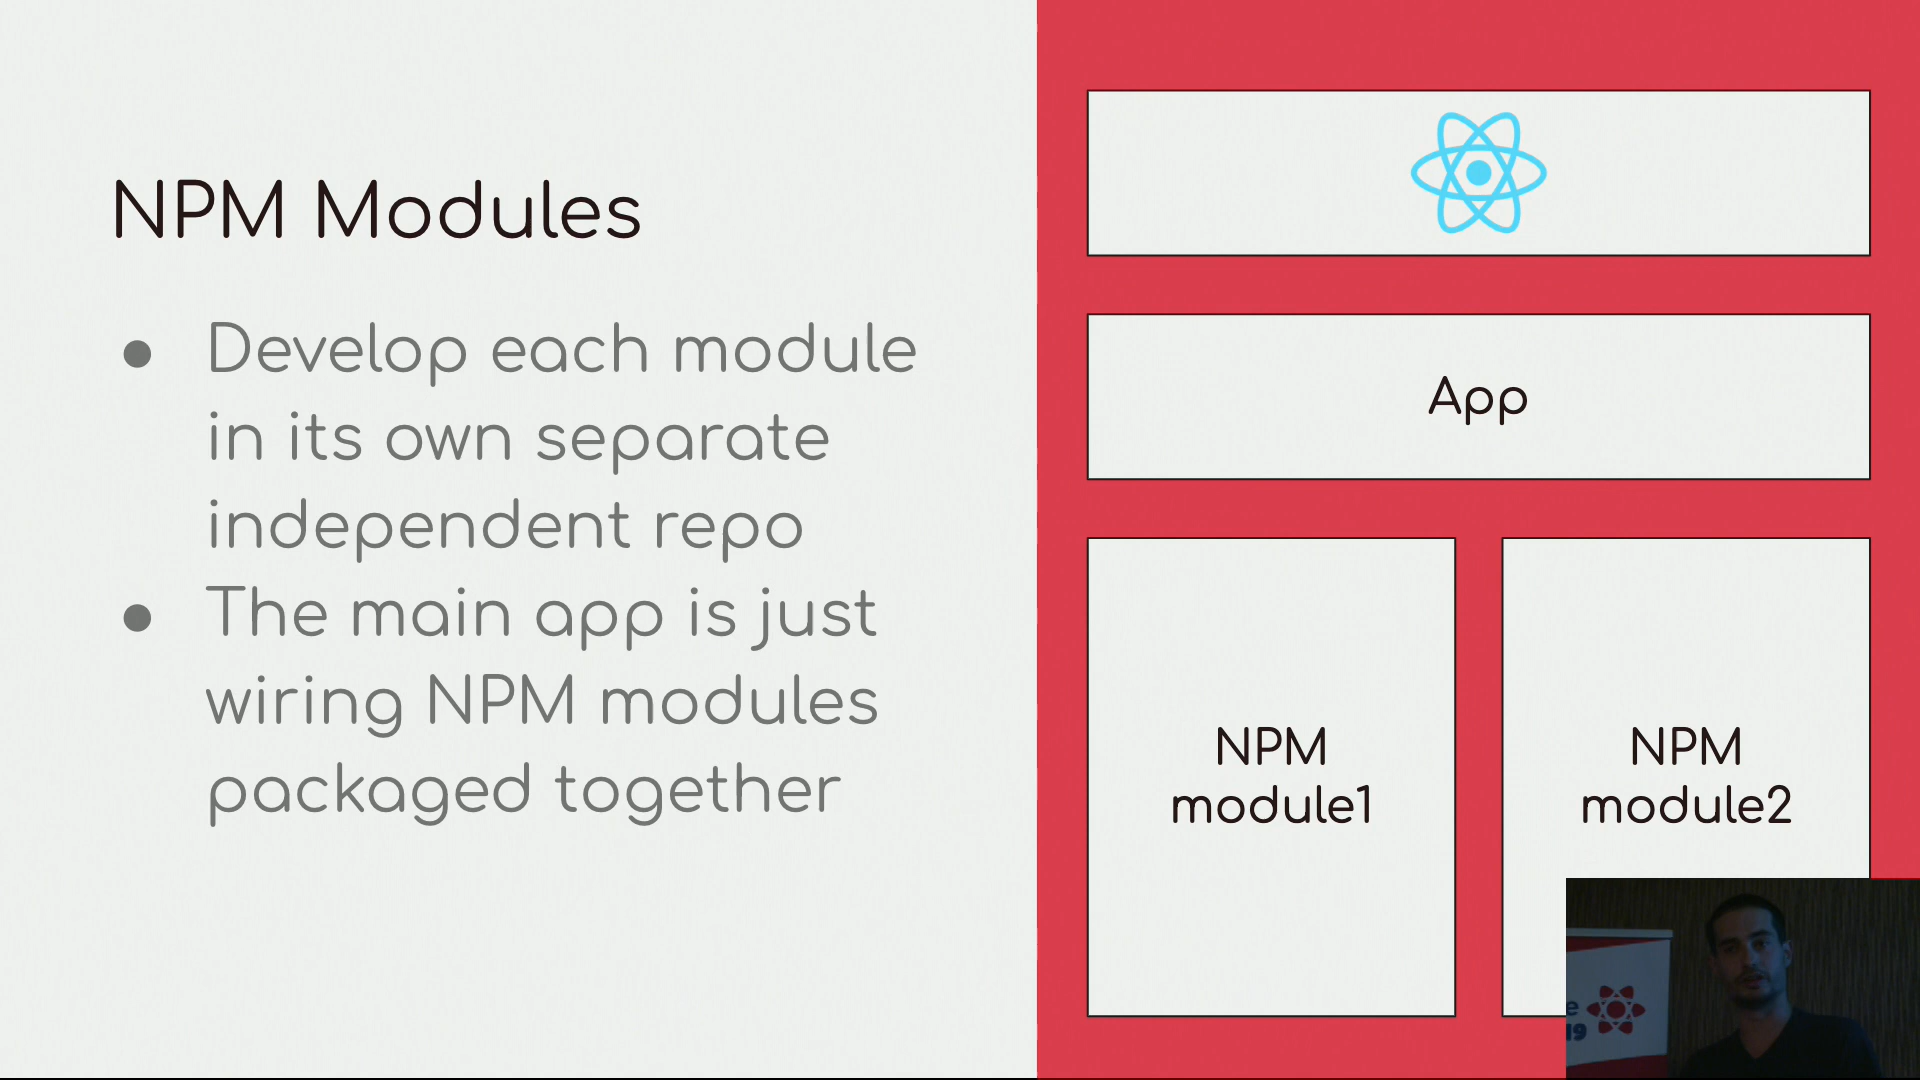 NPM Modules
● Develop each module
in its own separate
independent repo
● The main app is just
wiring NPM modules
packaged together
App
NPM
module1
NPM
module2
e
19